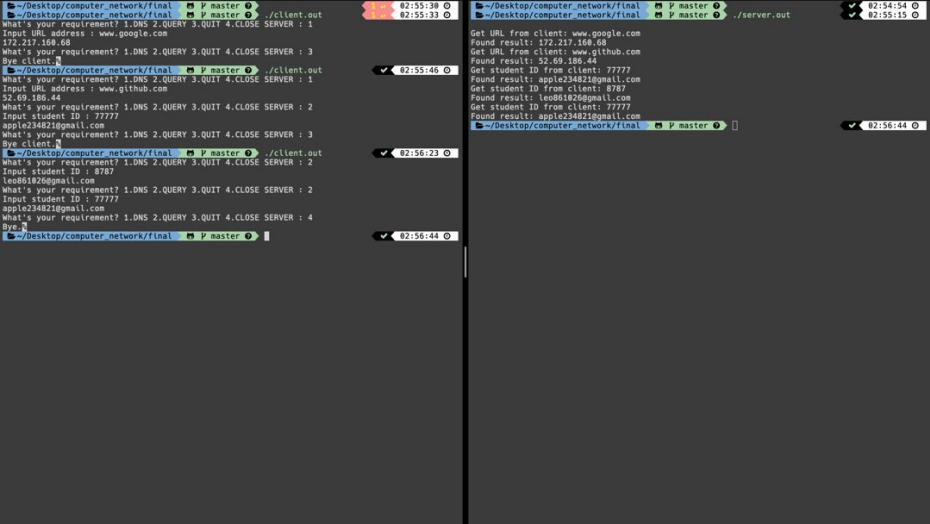 ~/Desktop/computer_network/final master 1 ↵ 02:55:30
~/Desktop/computer_network/final master ./client.out 1 ↵ 02:55:33
What's your requirement? 1.DNS 2.QUERY 3.QUIT 4.CLOSE SERVER : 1
Input URL address : www.google.com
172.217.160.68
What's your requirement? 1.DNS 2.QUERY 3.QUIT 4.CLOSE SERVER : 3
Bye client.%
~/Desktop/computer_network/final master ./client.out ✔ 02:55:46
What's your requirement? 1.DNS 2.QUERY 3.QUIT 4.CLOSE SERVER : 1
Input URL address : www.github.com
52.69.186.44
What's your requirement? 1.DNS 2.QUERY 3.QUIT 4.CLOSE SERVER : 2
Input student ID : 77777
apple234821@gmail.com
What's your requirement? 1.DNS 2.QUERY 3.QUIT 4.CLOSE SERVER : 3
Bye client.%
~/Desktop/computer_network/final master ./client.out ✔ 02:56:23
What's your requirement? 1.DNS 2.QUERY 3.QUIT 4.CLOSE SERVER : 2
Input student ID : 8787
leo861026@gmail.com
What's your requirement? 1.DNS 2.QUERY 3.QUIT 4.CLOSE SERVER : 2
Input student ID : 77777
apple234821@gmail.com
What's your requirement? 1.DNS 2.QUERY 3.QUIT 4.CLOSE SERVER : 4
Bye.%
~/Desktop/computer_network/final master ✔ 02:56:44
~/Desktop/computer_network/final master ✔ 02:54:54
~/Desktop/computer_network/final master ./server.out ✔ 02:55:15
Get URL from client: www.google.com
Found result: 172.217.160.68
Get URL from client: www.github.com
Found result: 52.69.186.44
Get student ID from client: 77777
Found result: apple234821@gmail.com
Get student ID from client: 8787
Found result: leo861026@gmail.com
Get student ID from client: 77777
Found result: apple234821@gmail.com
~/Desktop/computer_network/final master ✔ 02:56:44